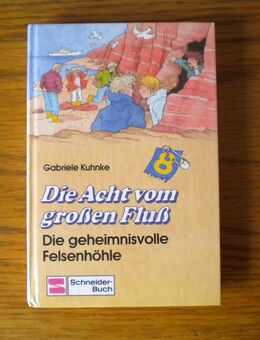 Gabriele Kuhnke
8
Die Acht vom
großen Fluß
Die geheimnisvolle
Felsenhöhle
Schneider-
Buch